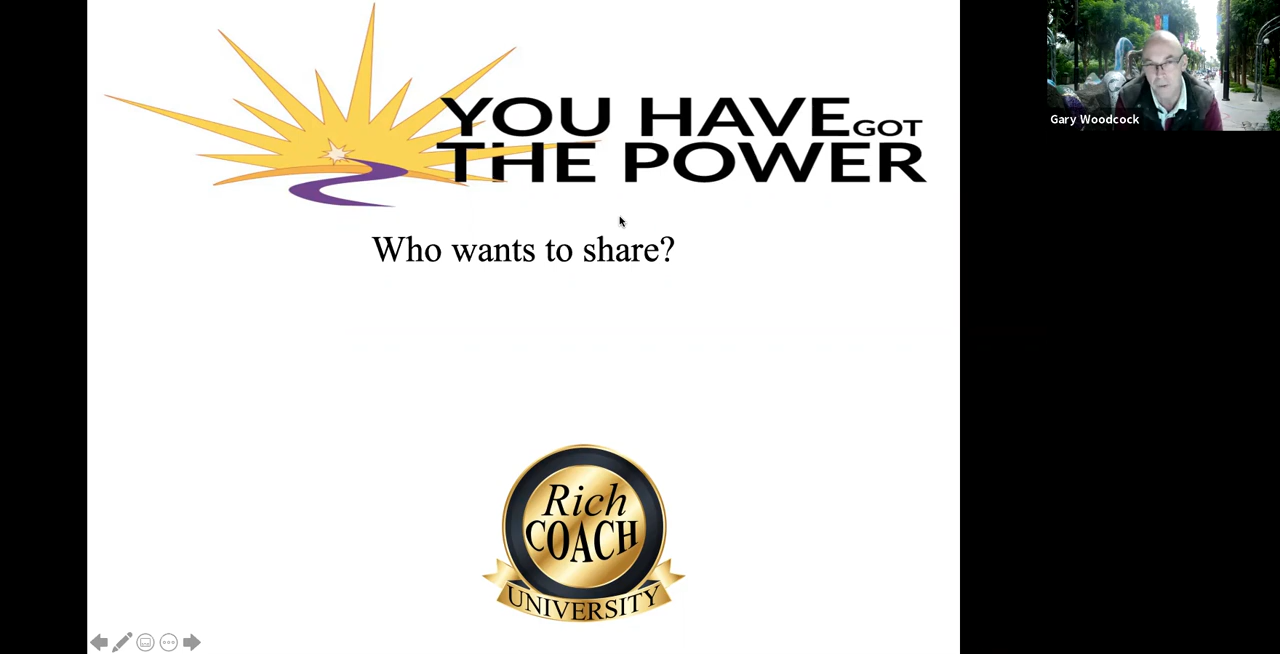 YOU HAVE GOT
THE POWER
Gary Woodcock
Who wants to share?
Rich
COACH
UNIVERSITY